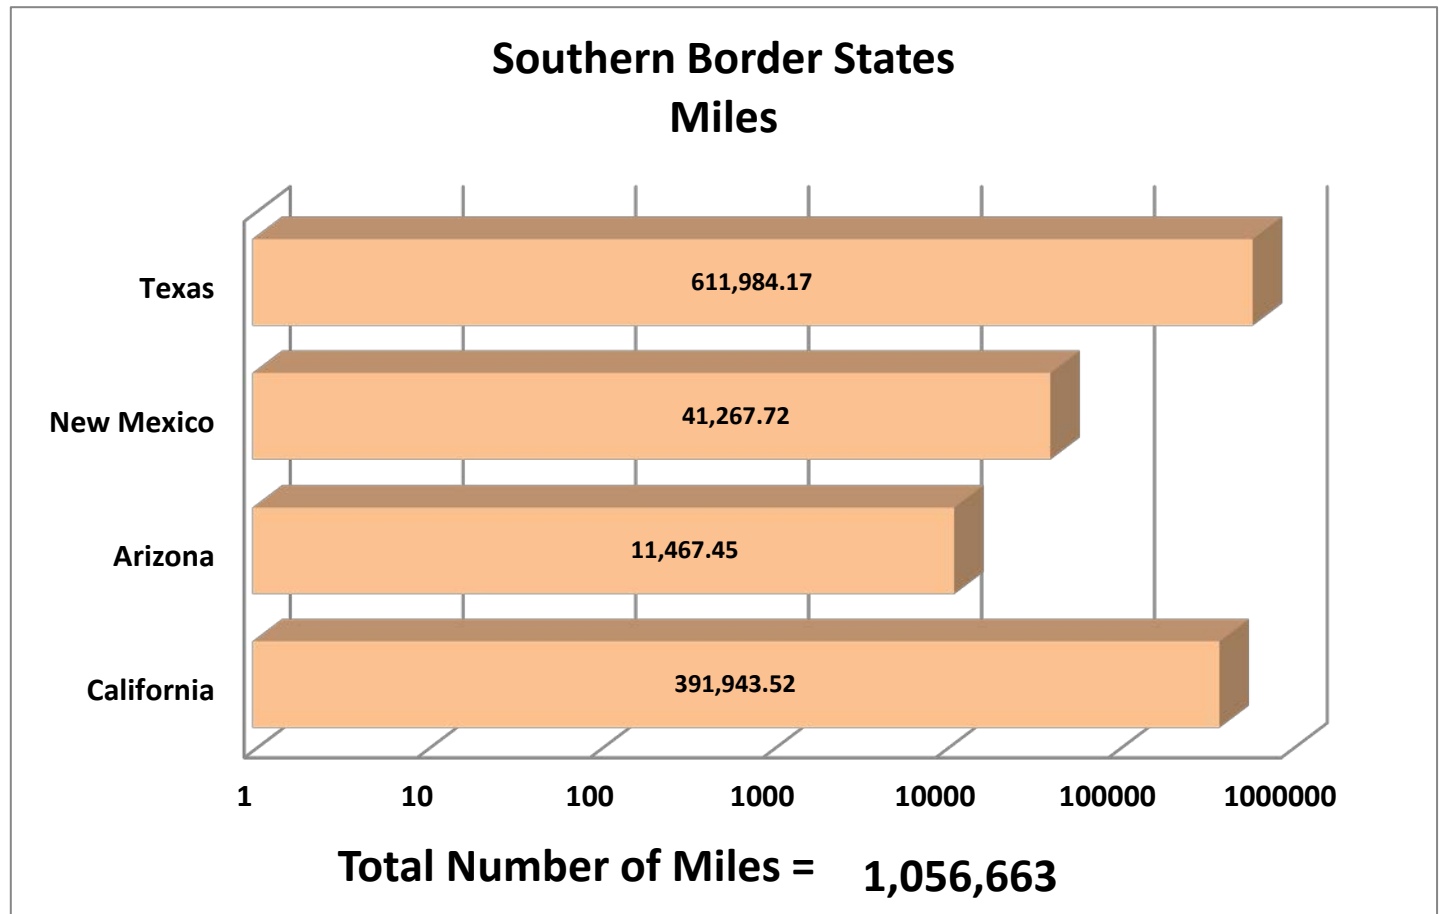 Southern Border States
Miles
Texas
611,984.17
New Mexico
41,267.72
Arizona
11,467.45
California
391,943.52
1 10 100 1000 10000 100000 1000000
Total Number of Miles = 1,056,663